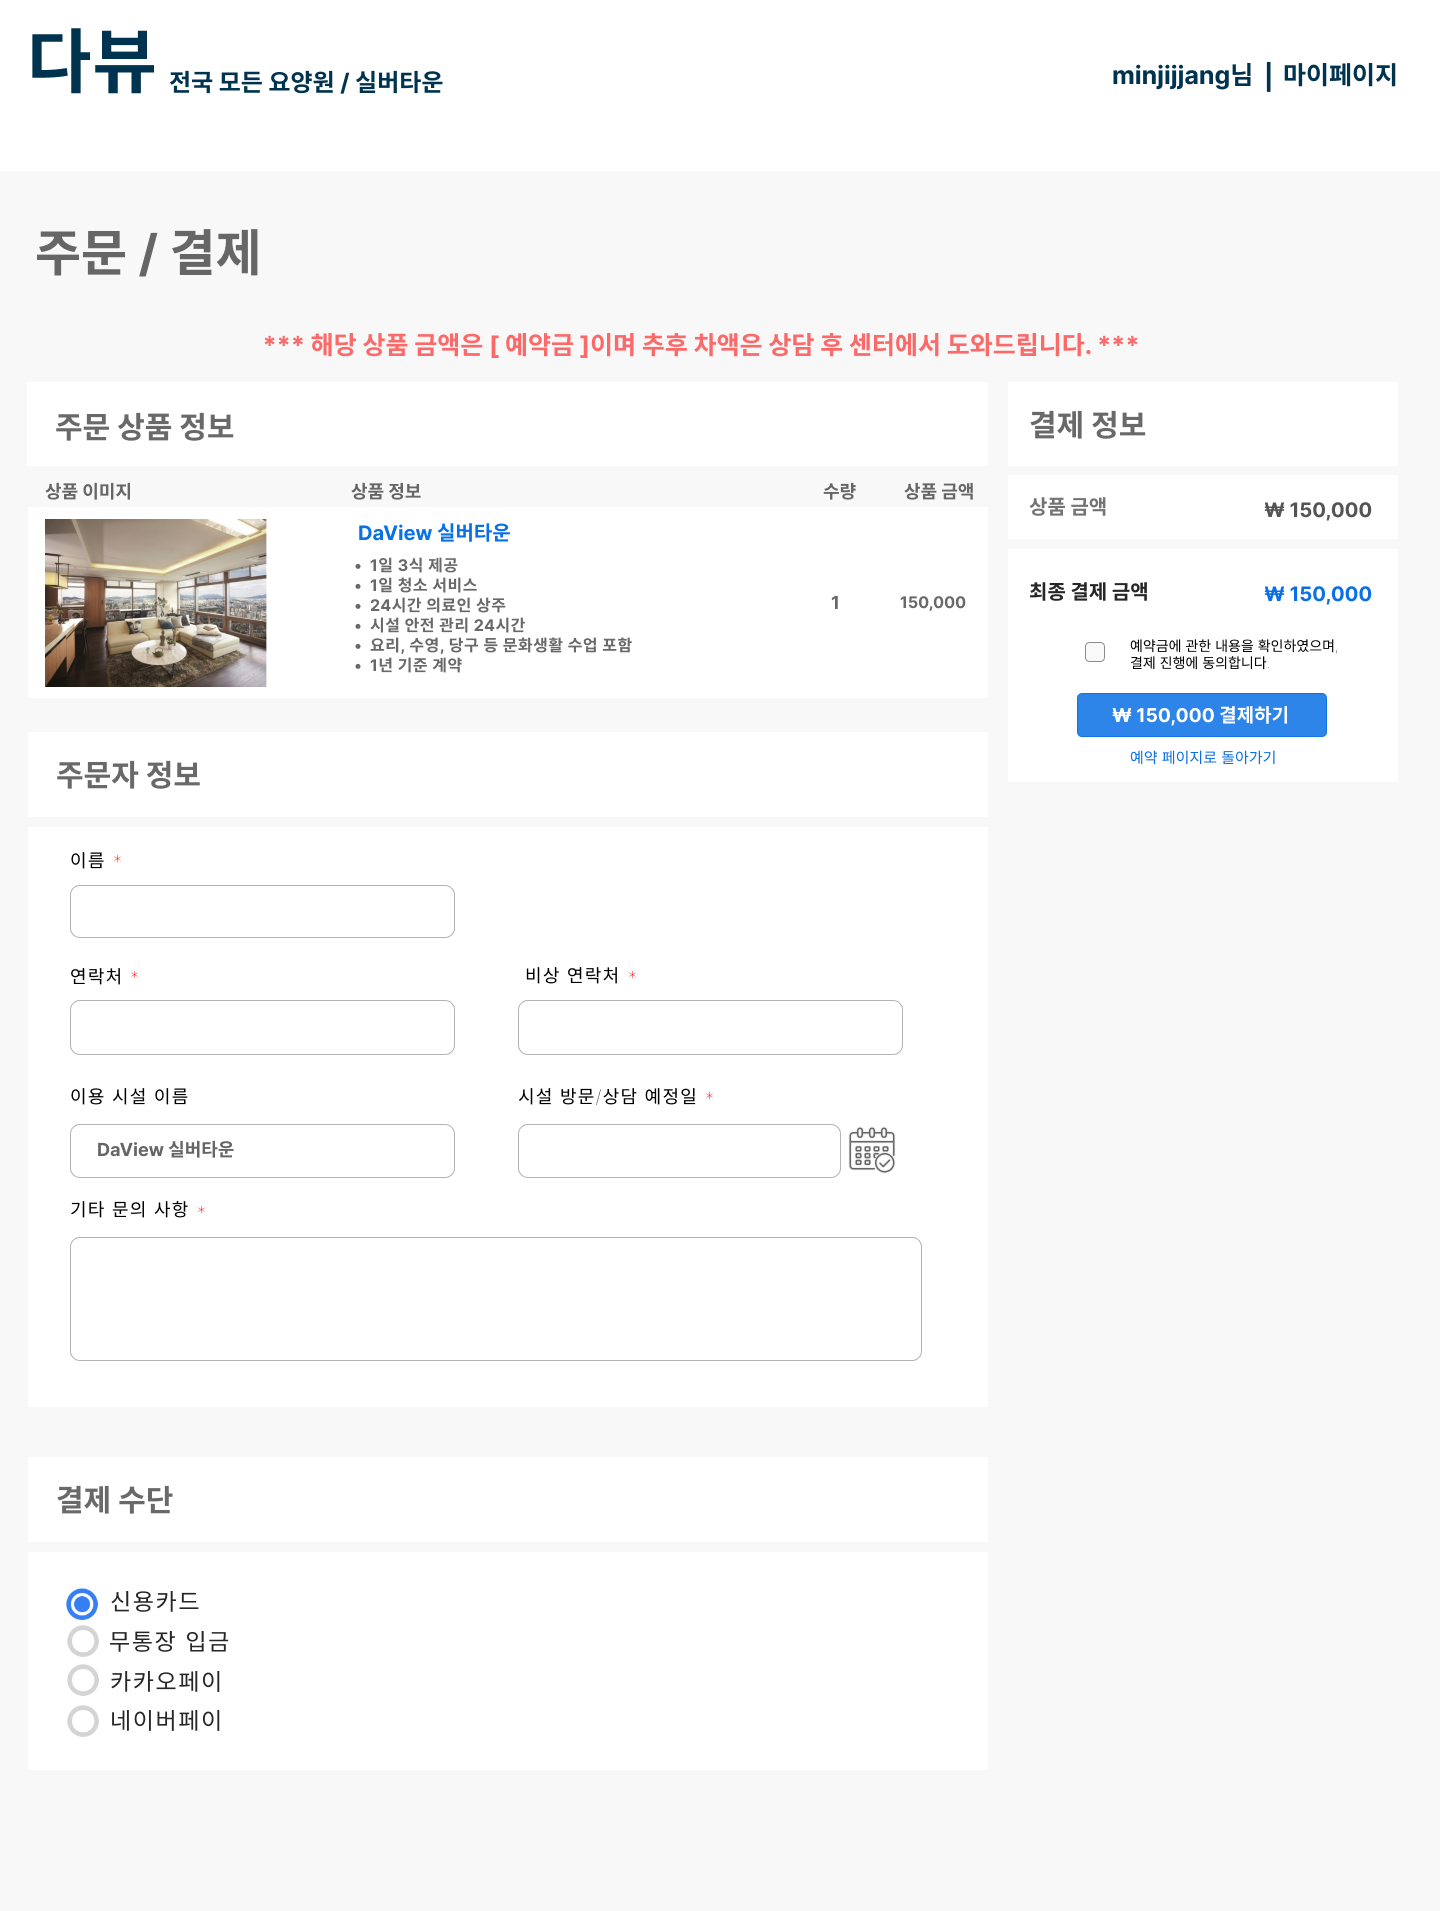 다뷰 전국 모든 요양원 / 실버타운
minjijjang님 | 마이페이지
주문 / 결제
*** 해당 상품 금액은 [ 예약금 ]이며 추후 차액은 상담 후 센터에서 도와드립니다. ***
주문 상품 정보
상품 이미지 상품 정보 수량 상품 금액
DaView 실버타운
• 1일 3식 제공
• 1일 청소 서비스
• 24시간 의료인 상주
• 시설 안전 관리 24시간
• 요리, 수영, 당구 등 문화생활 수업 포함
• 1년 기준 계약
1 150,000
결제 정보
상품 금액 ₩ 150,000
최종 결제 금액 ₩ 150,000
예약금에 관한 내용을 확인하였으며,
결제 진행에 동의합니다.
₩ 150,000 결제하기
예약 페이지로 돌아가기
주문자 정보
이름 *
연락처 * 비상 연락처 *
이용 시설 이름 시설 방문/상담 예정일 *
DaView 실버타운
기타 문의 사항 *
결제 수단
신용카드
무통장 입금
카카오페이
네이버페이